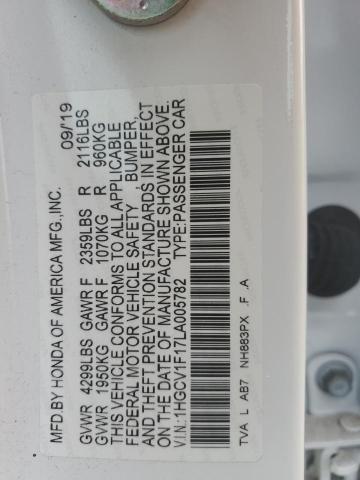 MFD.BY HONDA OF AMERICA MFG.,INC. 09/19
GVWR 4299LBS GAWR F 2359LBS R 2116LBS
GVWR 1950KG GAWR F 1070KG R 960KG
THIS VEHICLE CONFORMS TO ALL APPLICABLE
FEDERAL MOTOR VEHICLE SAFETY , BUMPER,
AND THEFT PREVENTION STANDARDS IN EFFECT
ON THE DATE OF MANUFACTURE SHOWN ABOVE.
V.I.N.:1HGCV1F17LA005782 TYPE:PASSENGER CAR
TVA L AB7 NH883PX .F .A